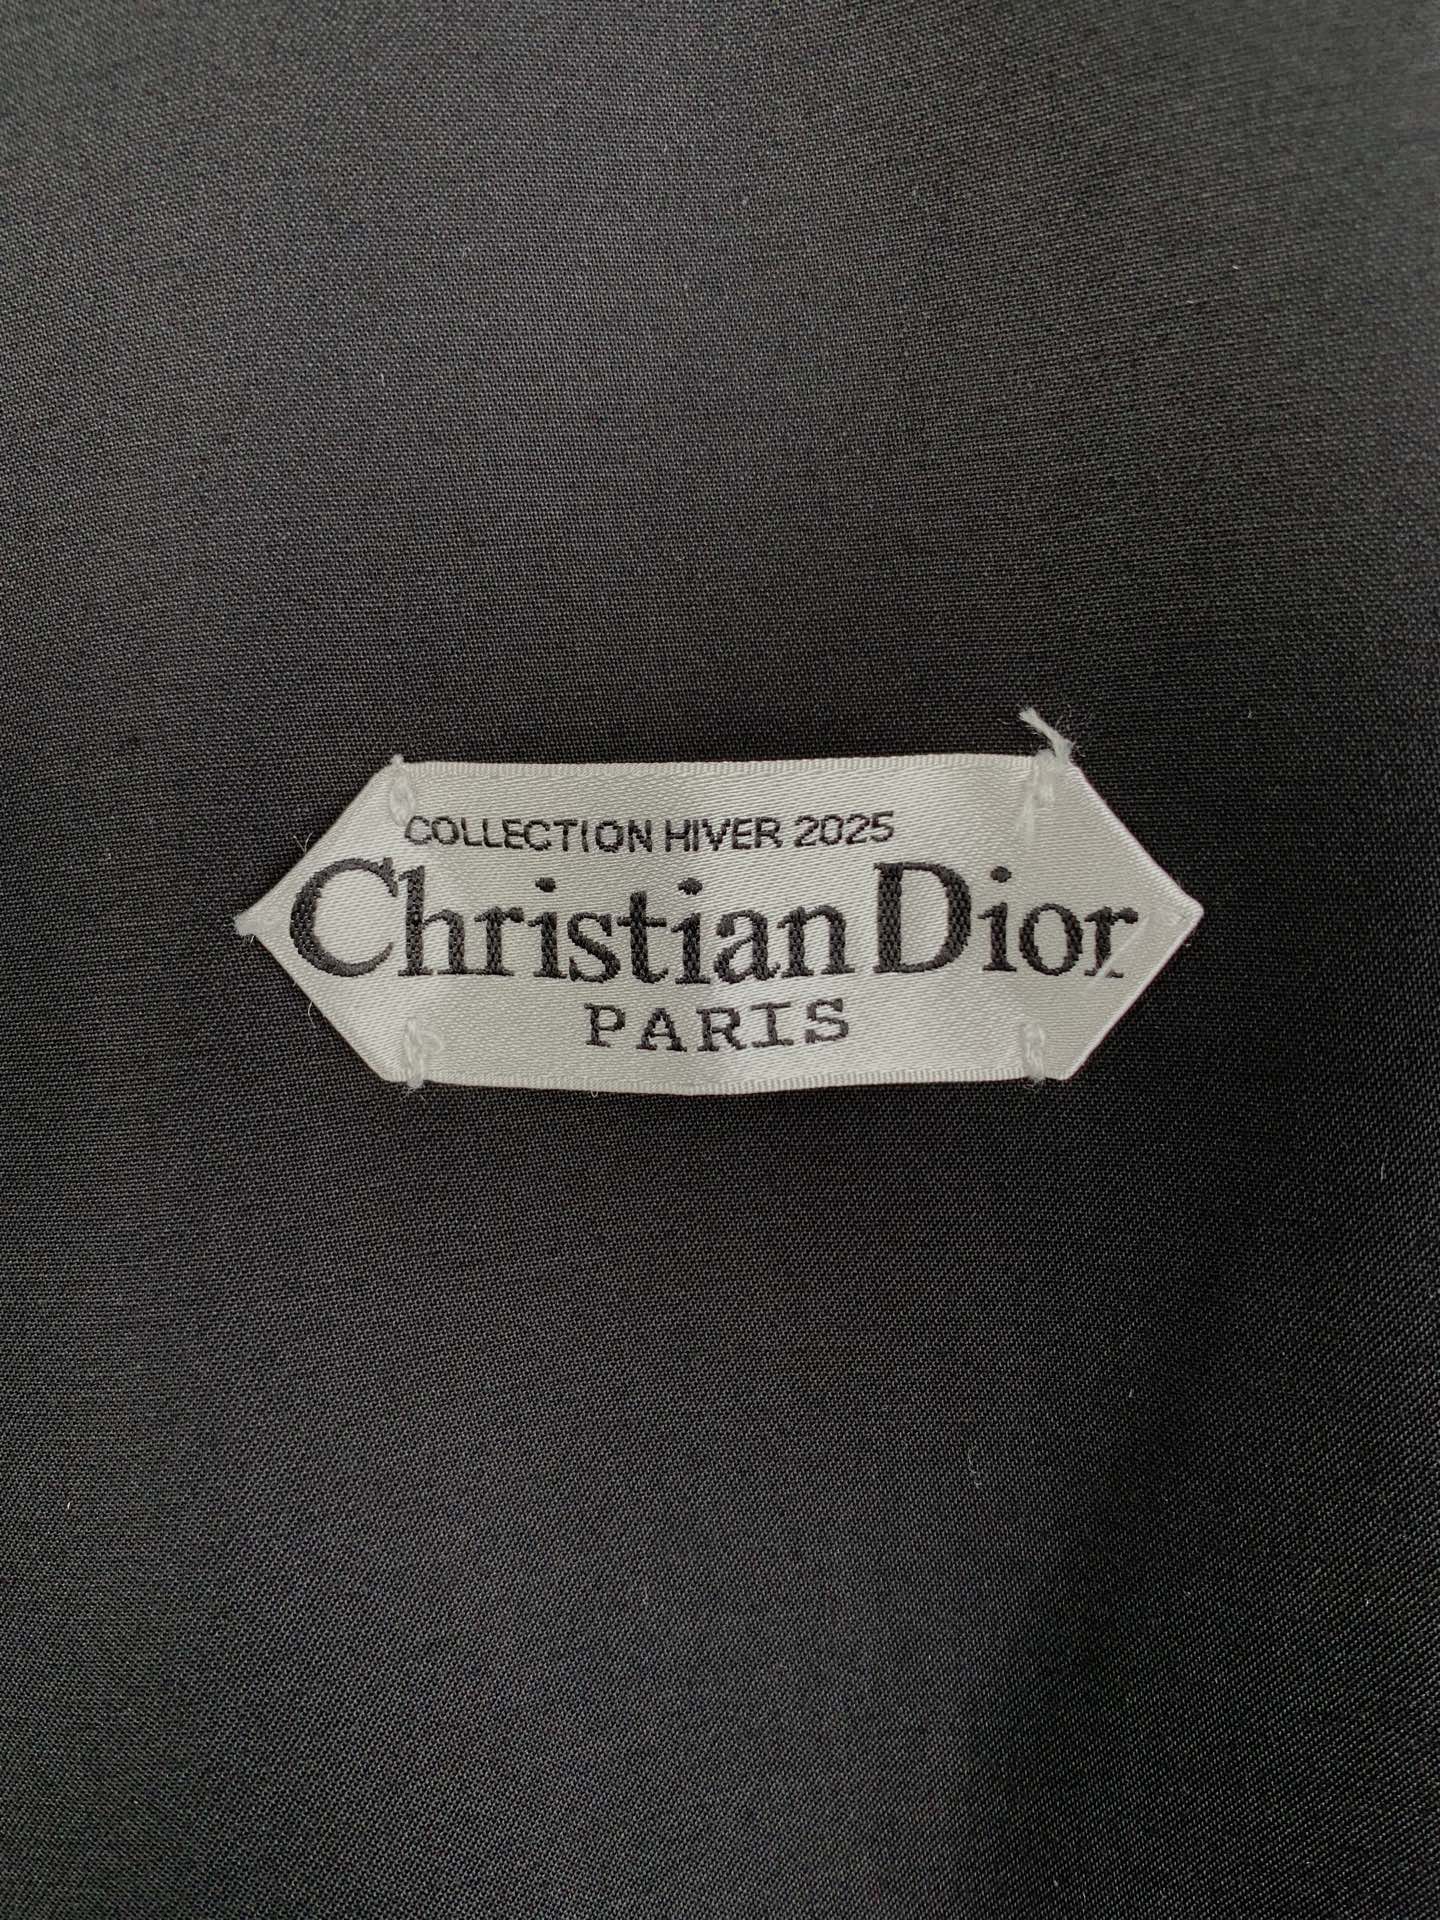 COLLECTION HIVER 2025
Christian Dior
PARIS